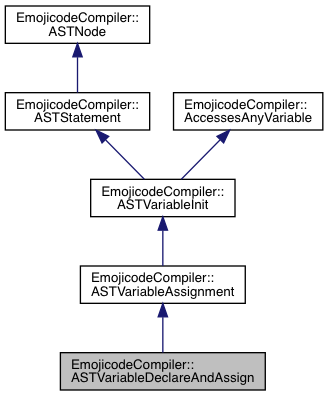 EmojicodeCompiler::
ASTNode
EmojicodeCompiler::
ASTStatement
EmojicodeCompiler::
AccessesAnyVariable
EmojicodeCompiler::
ASTVariableInit
EmojicodeCompiler::
ASTVariableAssignment
EmojicodeCompiler::
ASTVariableDeclareAndAssign